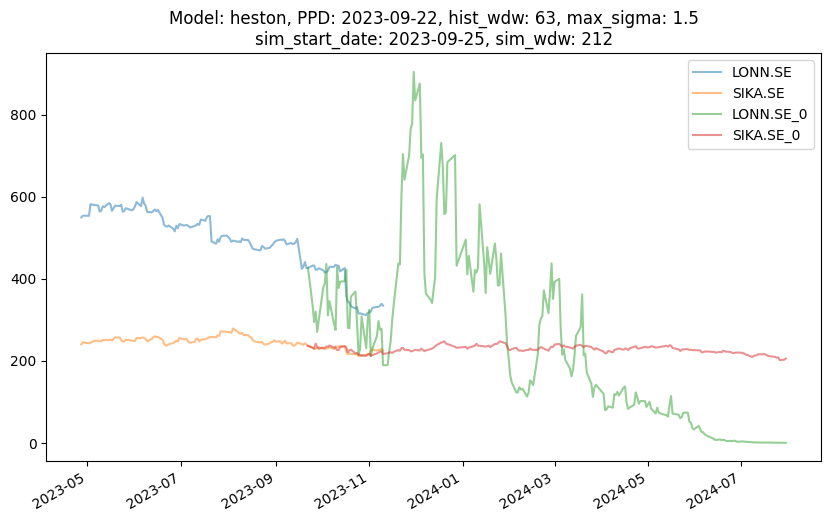 Model: heston, PPD: 2023-09-22, hist_wdw: 63, max_sigma: 1.5
sim_start_date: 2023-09-25, sim_wdw: 212
LONN.SE
SIKA.SE
LONN.SE_0
SIKA.SE_0
800
600
400
200
0
2023-05
2023-07
2023-09
2023-11
2024-01
2024-03
2024-05
2024-07